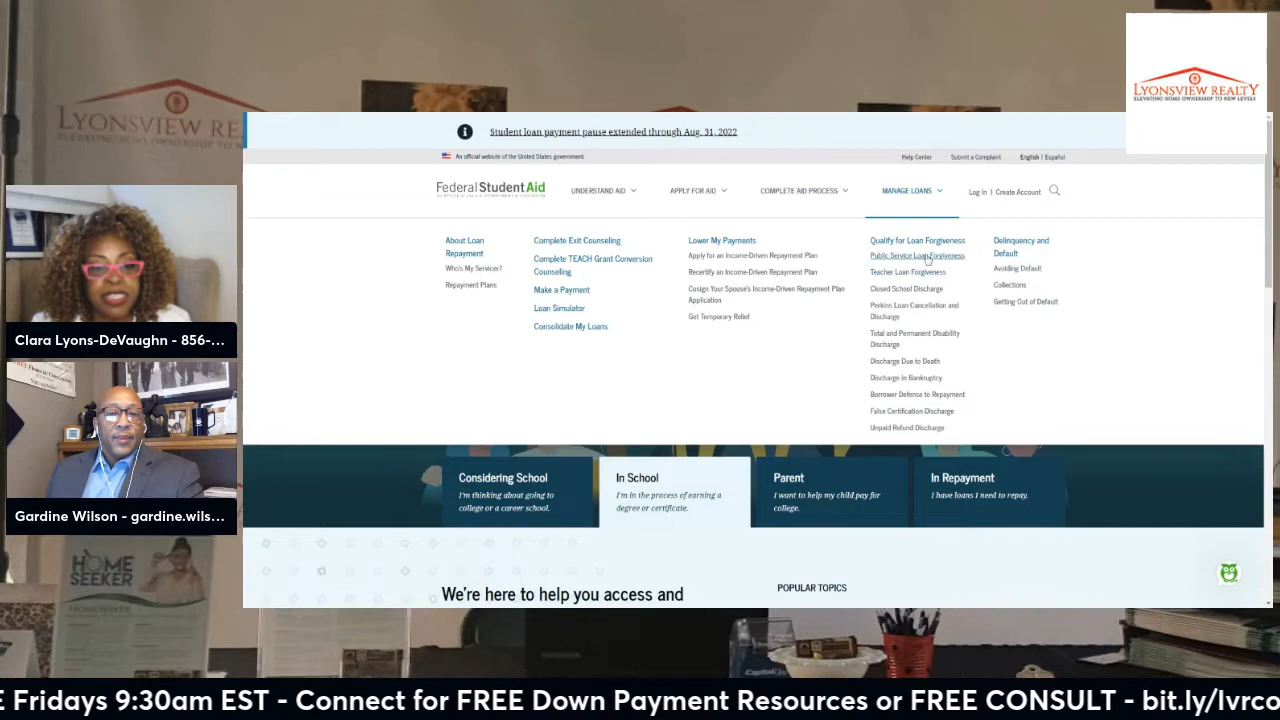 LYONSVIEW REALTY
LYONSVIEW REALTY
ELEVATING HOME OWNERSHIP TO NEW LEVELS
Student loan payment pause extended through Aug. 31, 2022
An official website of the United States government.
Help Center
Submit a Complaint
English | Español
Federal Student Aid
UNDERSTAND AID
APPLY FOR AID
COMPLETE AID PROCESS
MANAGE LOANS
Log In | Create Account
About Loan
Repayment
Who's My Servicer?
Repayment Plans
Complete Exit Counseling
Complete TEACH Grant Conversion
Counseling
Make a Payment
Loan Simulator
Consolidate My Loans
Lower My Payments
Apply for an Income-Driven Repayment Plan
Recertify an Income-Driven Repayment Plan
Cosign Your Spouse's Income-Driven Repayment Plan
Application
Get Temporary Relief
Qualify for Loan Forgiveness
Public Service Loan Forgiveness
Teacher Loan Forgiveness
Closed School Discharge
Perkins Loan Cancellation and
Discharge
Total and Permanent Disability
Discharge
Discharge Due to Death
Discharge in Bankruptcy
Borrower Defense to Repayment
False Certification Discharge
Unpaid Refund Discharge
Delinquency and
Default
Avoiding Default
Collections
Getting Out of Default
Clara Lyons-DeVaughn - 678-...
Gardine Wilson - gardine.wils...
Considering School
I'm thinking about going to
college or a career school.
In School
I'm in the process of earning a
degree or certificate.
Parent
I want to help my child pay for
college.
In Repayment
I have loans I need to repay.
We're here to help you access and
POPULAR TOPICS
HOME
SEEKER
E Fridays 9:30am EST - Connect for FREE Down Payment Resources or FREE CONSULT - bit.ly/lvrco